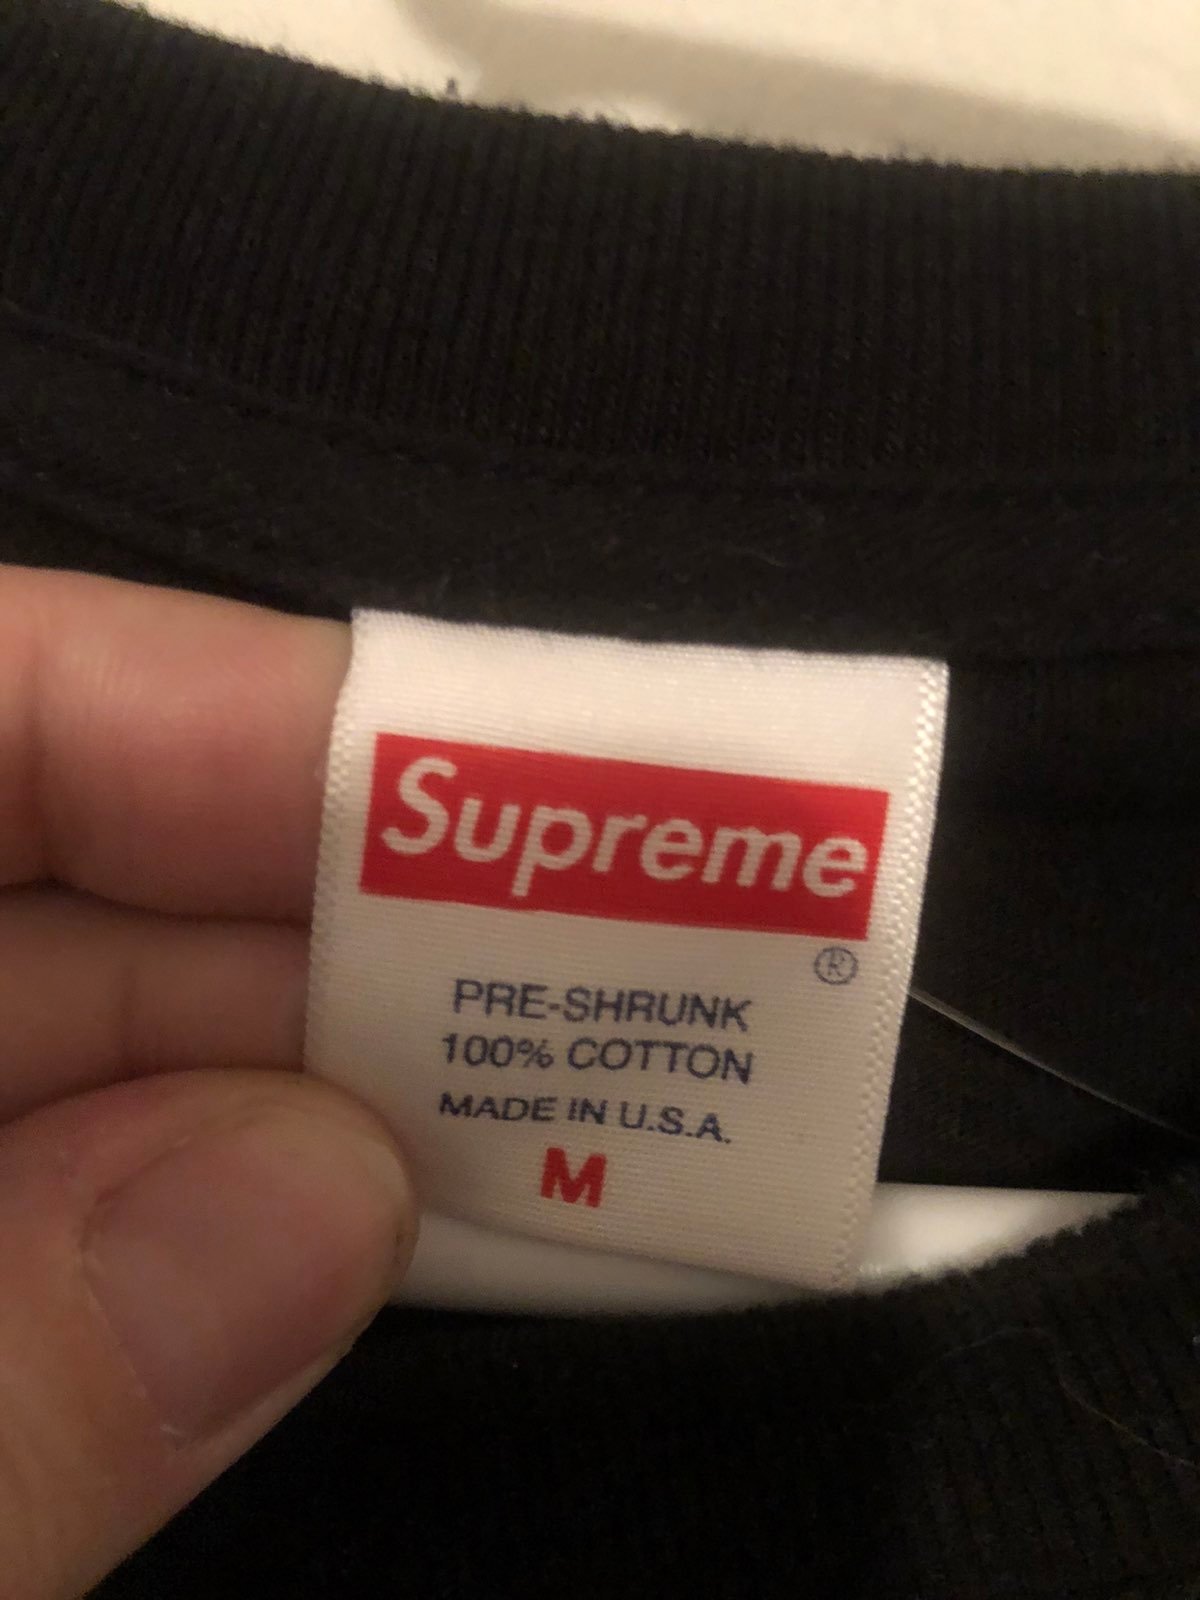 Supreme
®
PRE-SHRUNK
100% COTTON
MADE IN U.S.A.
M